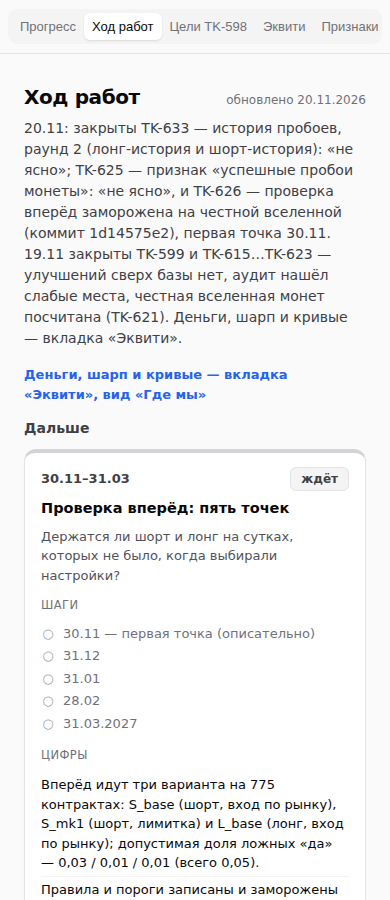 Прогресс Ход работ Цели TK-598 Эквити Признаки
Ход работ обновлено 20.11.2026
20.11: закрыты TK-633 — история пробоев,
раунд 2 (лонг-история и шорт-история): «не
ясно»; TK-625 — признак «успешные пробои
монеты»: «не ясно», и TK-626 — проверка
вперёд заморожена на честной вселенной
(коммит 1d14575e2), первая точка 30.11.
19.11 закрыты TK-599 и TK-615…TK-623 —
улучшений сверх базы нет, аудит нашёл
слабые места, честная вселенная монет
посчитана (TK-621). Деньги, шарп и кривые
— вкладка «Эквити».
Деньги, шарп и кривые — вкладка
«Эквити», вид «Где мы»
Дальше
30.11–31.03 ждёт
Проверка вперёд: пять точек
Держатся ли шорт и лонг на сутках,
которых не было, когда выбирали
настройки?
ШАГИ
30.11 — первая точка (описательно)
31.12
31.01
28.02
31.03.2027
ЦИФРЫ
Вперёд идут три варианта на 775
контрактах: S_base (шорт, вход по рынку),
S_mk1 (шорт, лимитка) и L_base (лонг, вход
по рынку); допустимая доля ложных «да»
— 0,03 / 0,01 / 0,01 (всего 0,05).
Правила и пороги записаны и заморожены